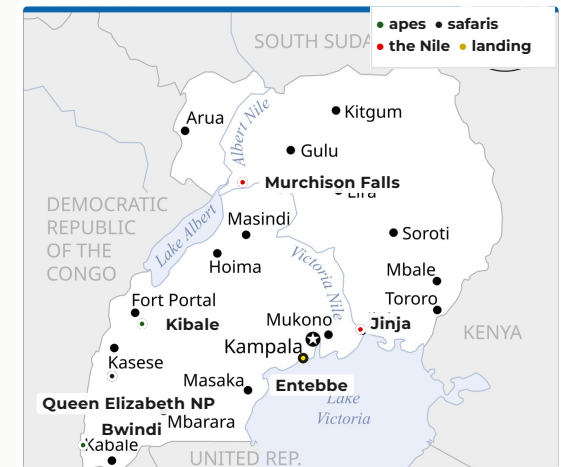 apes safaris
the Nile landing
SOUTH SUDA
Arua
Albert Nile
Kitgum
Gulu
Murchison Falls
Lira
DEMOCRATIC
REPUBLIC
OF THE
CONGO
Lake Albert
Masindi
Soroti
Hoima
Victoria Nile
Mbale
Fort Portal
Tororo
Kibale
Mukono
Jinja
KENYA
Kampala
Kasese
Masaka
Entebbe
Queen Elizabeth NP
Lake
Victoria
Mbarara
Bwindi
Kabale
UNITED REP.